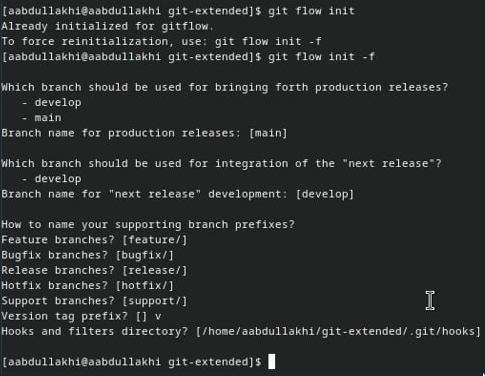 [aabdullakhi@aabdullakhi git-extended]$ git flow init
Already initialized for gitflow.
To force reinitialization, use: git flow init -f
[aabdullakhi@aabdullakhi git-extended]$ git flow init -f
Which branch should be used for bringing forth production releases?
- develop
- main
Branch name for production releases: [main]
Which branch should be used for integration of the "next release"?
- develop
Branch name for "next release" development: [develop]
How to name your supporting branch prefixes?
Feature branches? [feature/]
Bugfix branches? [bugfix/]
Release branches? [release/]
Hotfix branches? [hotfix/]
Support branches? [support/]
Version tag prefix? [] v
Hooks and filters directory? [/home/aabdullakhi/git-extended/.git/hooks]
[aabdullakhi@aabdullakhi git-extended]$